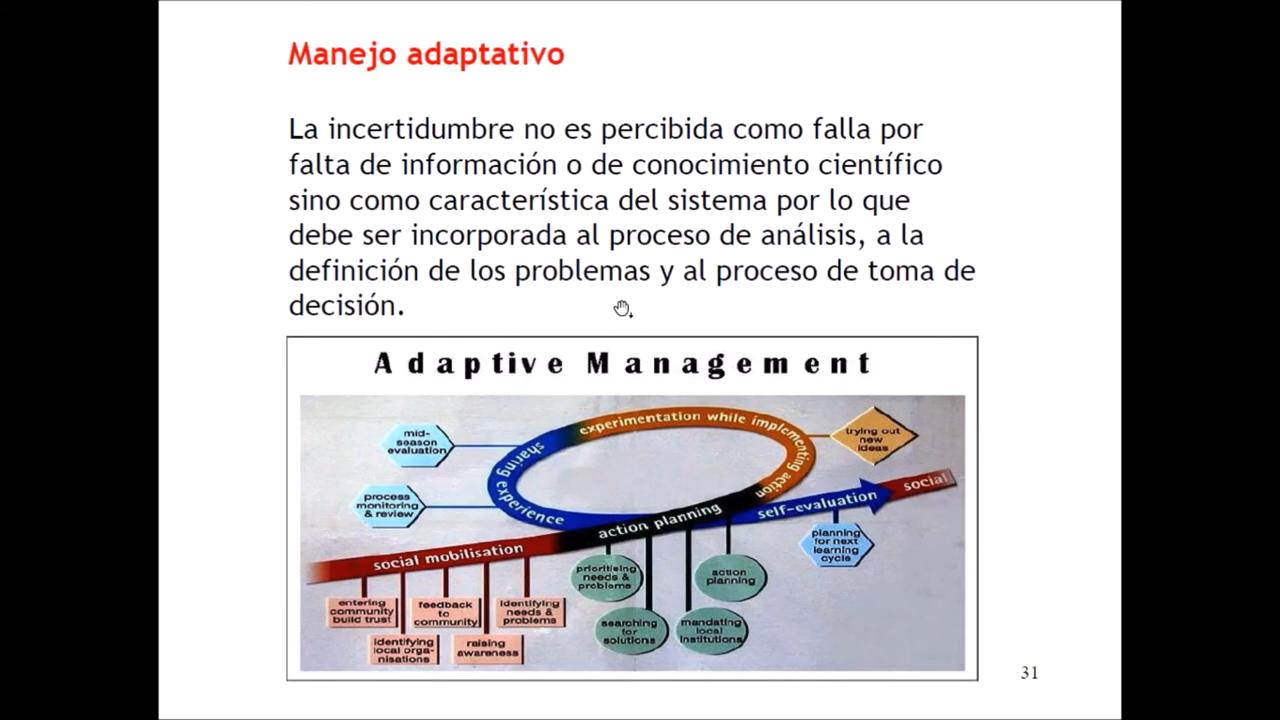 Manejo adaptativo
La incertidumbre no es percibida como falla por
falta de información o de conocimiento científico
sino como característica del sistema por lo que
debe ser incorporada al proceso de análisis, a la
definición de los problemas y al proceso de toma de
decisión.
Adaptive Management
experimentation while implementing action
mid-
season
evaluation
trying out
new
ideas
sharing experience
process
monitoring
& review
social
self-evaluation
action planning
social mobilisation
planning
for next
learning
cycle
prioritising
needs &
problems
action
planning
entering
community
build trust
feedback
to
community
identifying
needs &
problems
searching
for
solutions
mandating
local
institutions
identifying
local orga-
nisations
raising
awareness
31